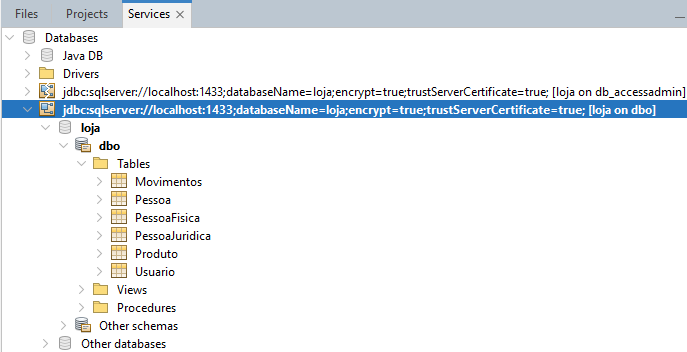 Files Projects Services ×
Databases
Java DB
Drivers
jdbc:sqlserver://localhost:1433;databaseName=loja;encrypt=true;trustServerCertificate=true; [loja on db_accessadmin]
jdbc:sqlserver://localhost:1433;databaseName=loja;encrypt=true;trustServerCertificate=true; [loja on dbo]
loja
dbo
Tables
Movimentos
Pessoa
PessoaFisica
PessoaJuridica
Produto
Usuario
Views
Procedures
Other schemas
Other databases